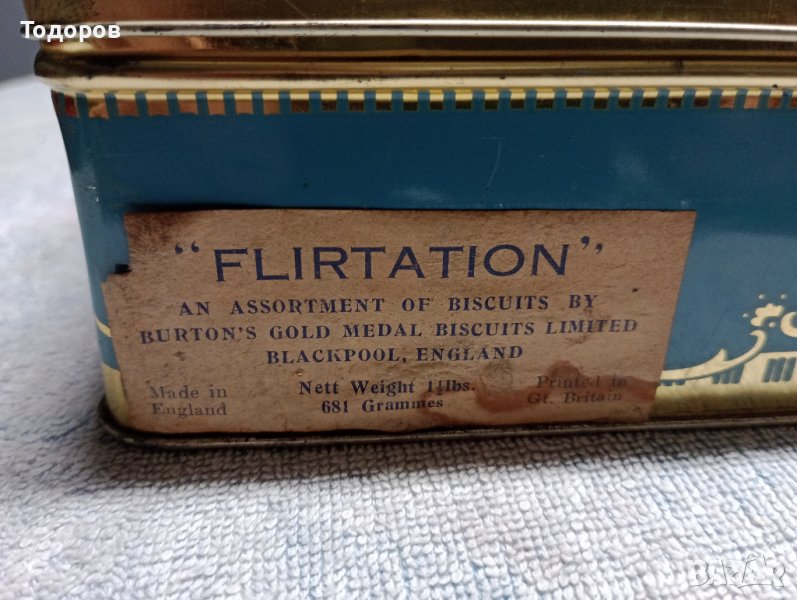 Тодоров
"FLIRTATION"
AN ASSORTMENT OF BISCUITS BY
BURTON'S GOLD MEDAL BISCUITS LIMITED
BLACKPOOL, ENGLAND
Made in
England
Nett Weight 1½lbs.
681 Grammes
Printed in
Gt. Britain
BAZAR